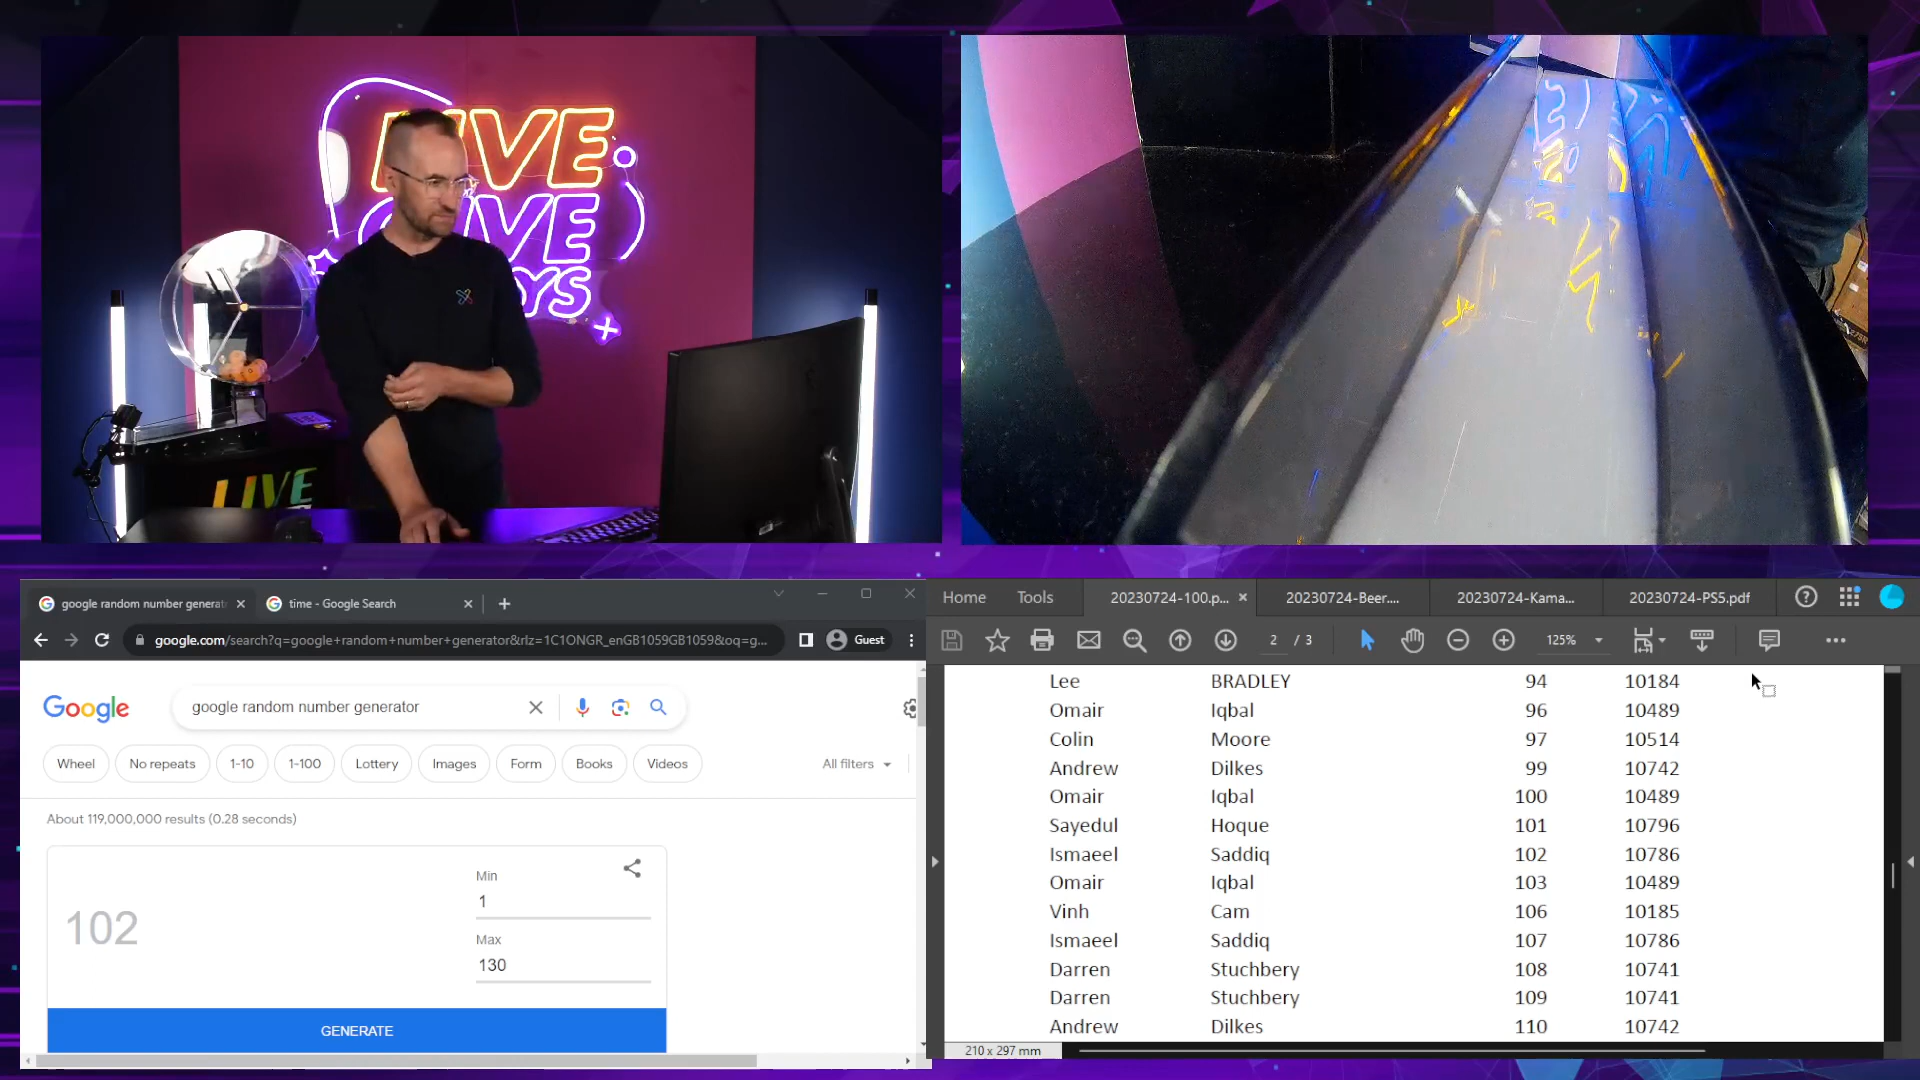 LIVE
GIVE
YS
LIVE
google random number generat
time - Google Search
google.com/search?q=google+random+number+generator&rlz=1C1ONGR_enGB1059GB1059&oq=g...
Guest
Google
google random number generator
Wheel
No repeats
1-10
1-100
Lottery
Images
Form
Books
Videos
All filters
About 119,000,000 results (0.28 seconds)
102
Min
1
Max
130
GENERATE
Home
Tools
20230724-100.p...
20230724-Beer....
20230724-Kama...
20230724-PS5.pdf
2 / 3
125%
Lee BRADLEY 94 10184
Omair Iqbal 96 10489
Colin Moore 97 10514
Andrew Dilkes 99 10742
Omair Iqbal 100 10489
Sayedul Hoque 101 10796
Ismaeel Saddiq 102 10786
Omair Iqbal 103 10489
Vinh Cam 106 10185
Ismaeel Saddiq 107 10786
Darren Stuchbery 108 10741
Darren Stuchbery 109 10741
Andrew Dilkes 110 10742
210 x 297 mm